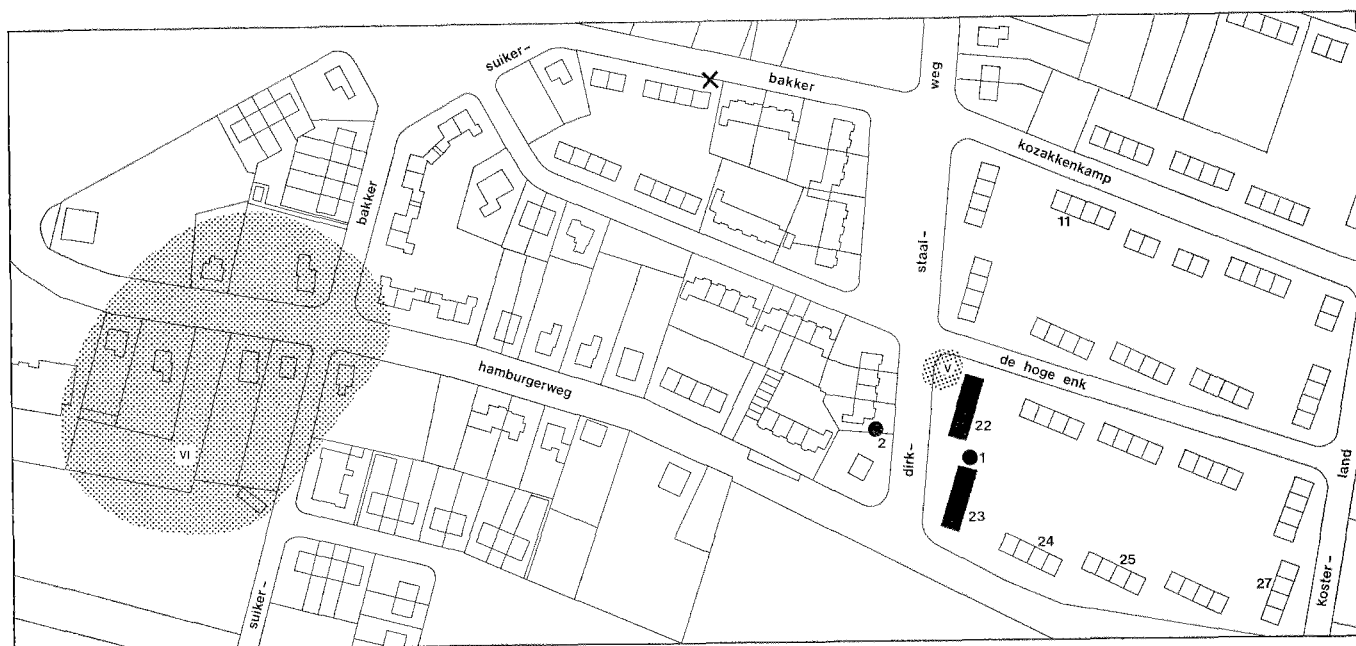 suiker-
bakker
weg
kozakkenkamp
11
bakker
staal-
hamburgerweg
V
de hoge enk
22
2
1
land
dirk-
VI
23
24
25
27
koster-
suiker-